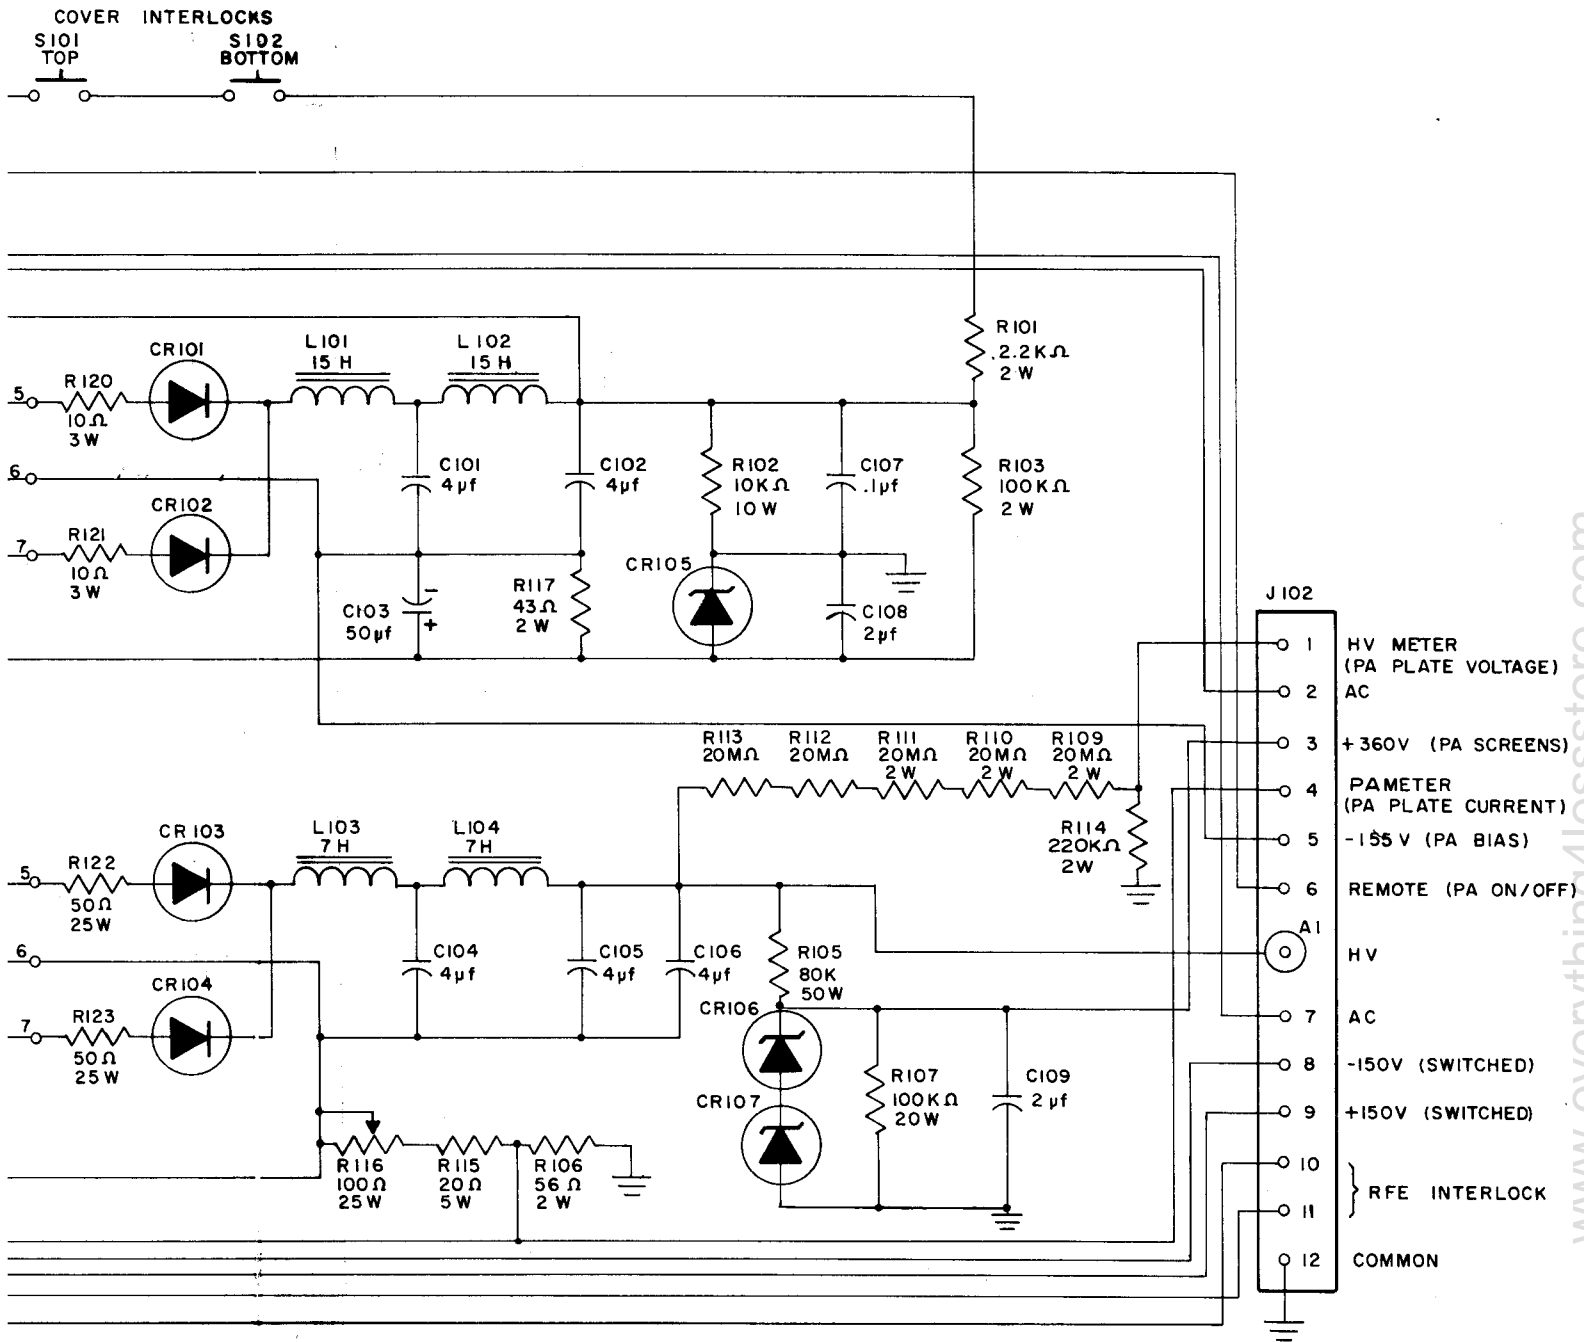 COVER INTERLOCKS
S101
TOP
S102
BOTTOM
R101
2.2KΩ
2W
CR101
L101
15 H
L102
15 H
5
R120
10Ω
3W
6
C101
4μf
C102
4μf
R102
10KΩ
10W
C107
.1μf
R103
100KΩ
2W
CR102
7
R121
10Ω
3W
C103
50μf
-
+
R117
43Ω
2W
CR105
C108
2μf
J102
1 HV METER
(PA PLATE VOLTAGE)
2 AC
3 +360V (PA SCREENS)
4 PA METER
(PA PLATE CURRENT)
5 -155V (PA BIAS)
6 REMOTE (PA ON/OFF)
A1
HV
7 AC
8 -150V (SWITCHED)
9 +150V (SWITCHED)
10
RFE INTERLOCK
11
12 COMMON
R113
20MΩ
R112
20MΩ
R111
20MΩ
2W
R110
20MΩ
2W
R109
20MΩ
2W
R114
220KΩ
2W
CR103
L103
7H
L104
7H
5
R122
50Ω
25W
6
C104
4μf
C105
4μf
C106
4μf
R105
80K
50W
CR104
7
R123
50Ω
25W
CR106
CR107
R107
100KΩ
20W
C109
2μf
R116
100Ω
25W
R115
20Ω
5W
R106
56Ω
2W
www.everything4lessstore.com